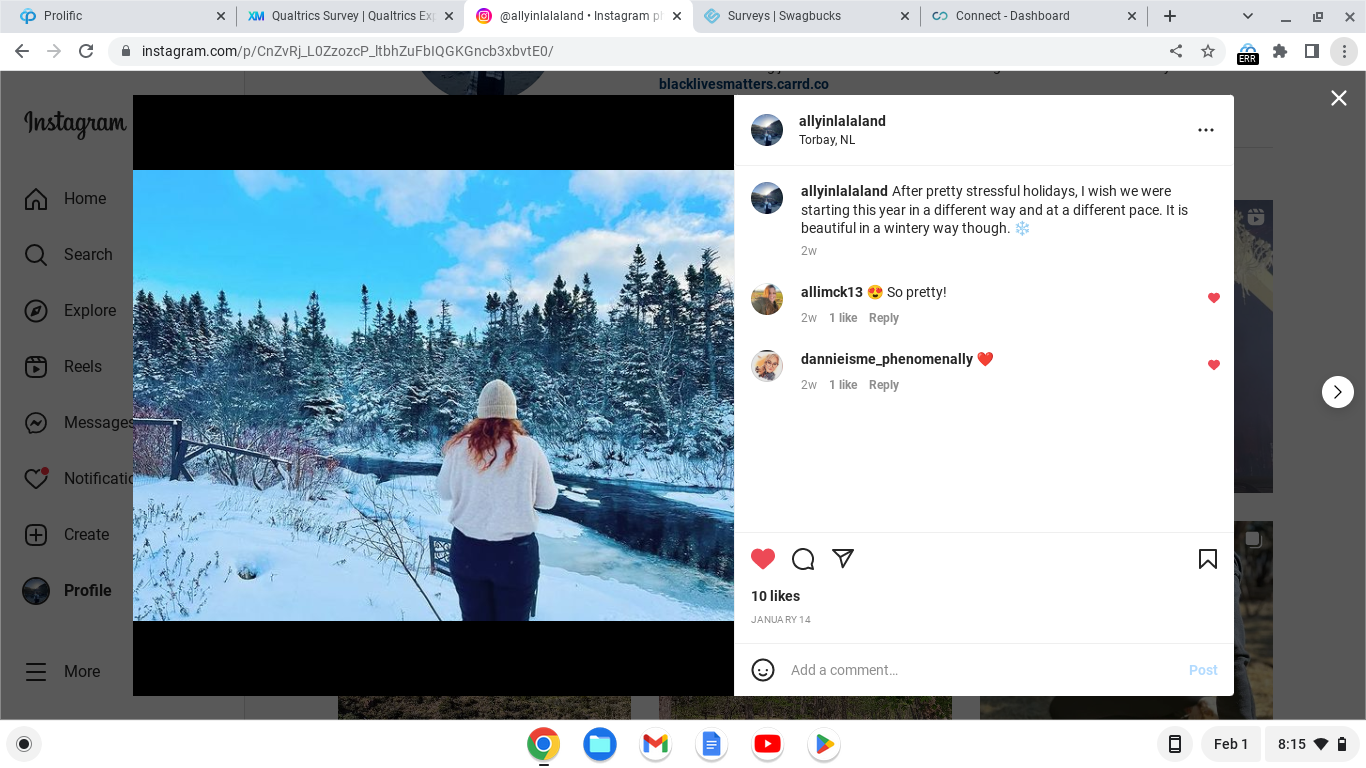 Prolific
Qualtrics Survey | Qualtrics Exp
@allyinlalaland • Instagram p
Surveys | Swagbucks
Connect - Dashboard
instagram.com/p/CnZvRj_L0ZzozcP_ltbhZuFbIQGKGncb3xbvtE0/
ERR
blacklivesmatters.carrd.co
Instagram
allyinlalaland
Torbay, NL
allyinlalaland After pretty stressful holidays, I wish we were
starting this year in a different way and at a different pace. It is
beautiful in a wintery way though. ❄️
2w
Home
Search
Explore
Reels
Messages
Notificatio
Create
Profile
More
allimck13 😍 So pretty!
2w 1 like Reply
dannieisme_phenomenally ❤️
2w 1 like Reply
10 likes
JANUARY 14
Add a comment…
Post
Feb 1
8:15